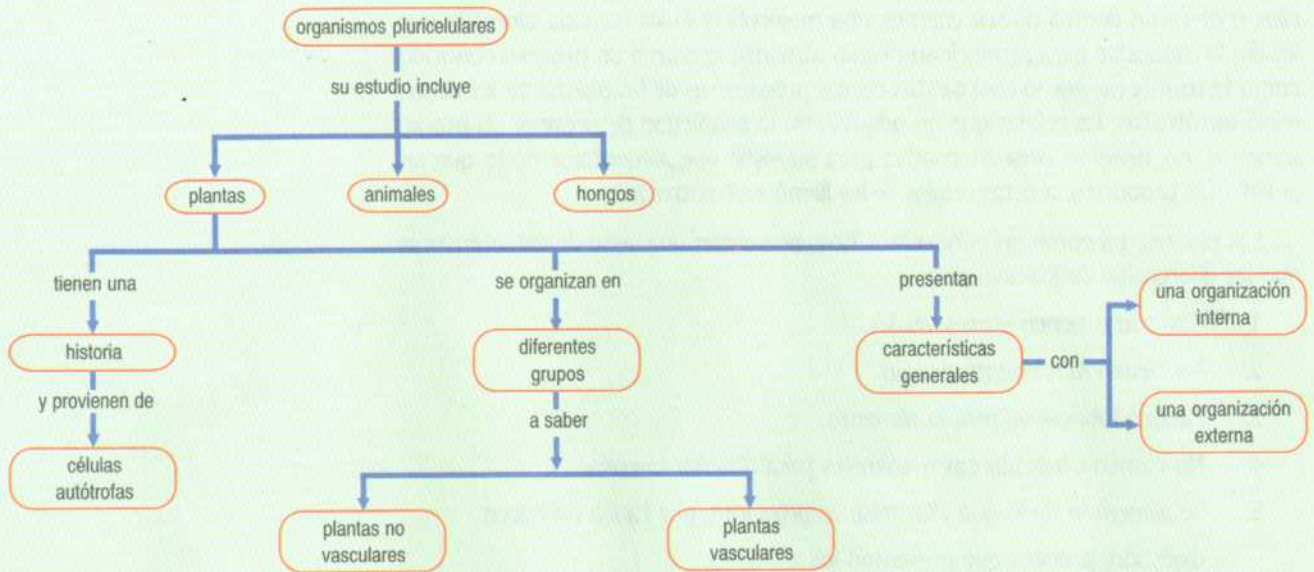 organismos pluricelulares
su estudio incluye
plantas
animales
hongos
tienen una
se organizan en
presentan
historia
diferentes
grupos
características
generales
con
una organización
interna
una organización
externa
y provienen de
a saber
células
autótrofas
plantas no
vasculares
plantas
vasculares